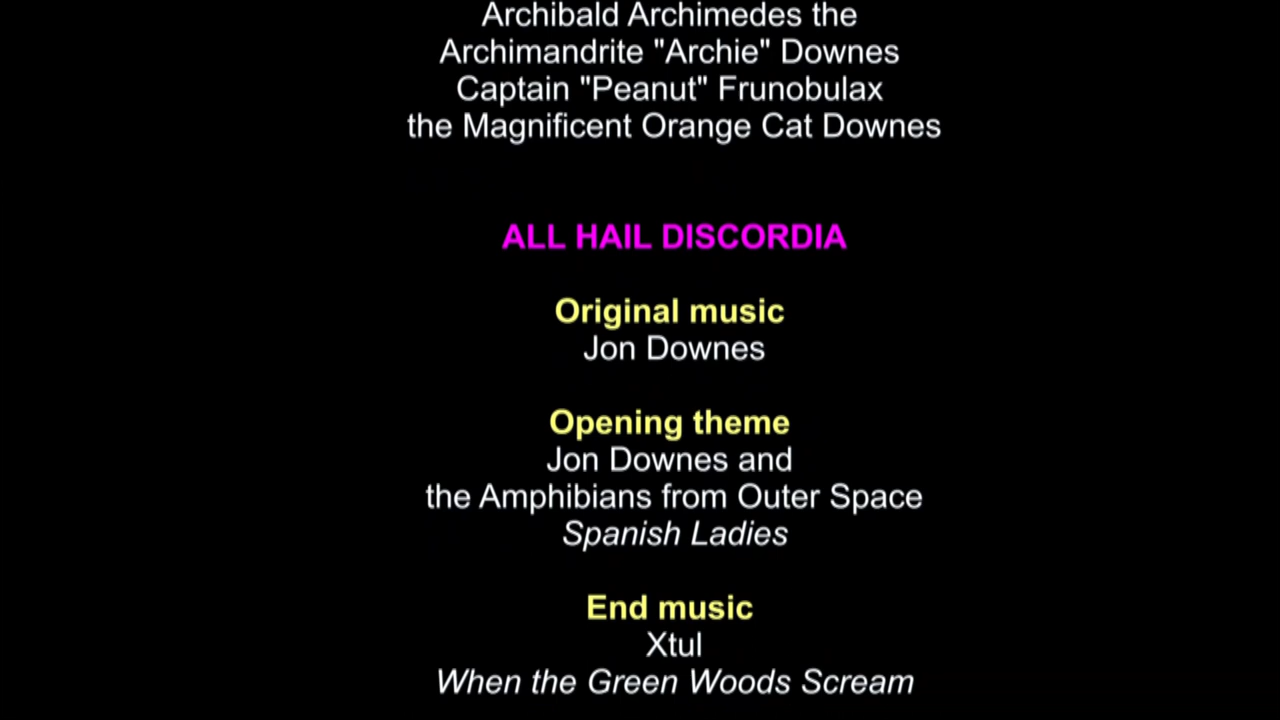 Archibald Archimedes the
Archimandrite "Archie" Downes
Captain "Peanut" Frunobulax
the Magnificent Orange Cat Downes
ALL HAIL DISCORDIA
Original music
Jon Downes
Opening theme
Jon Downes and
the Amphibians from Outer Space
Spanish Ladies
End music
Xtul
When the Green Woods Scream